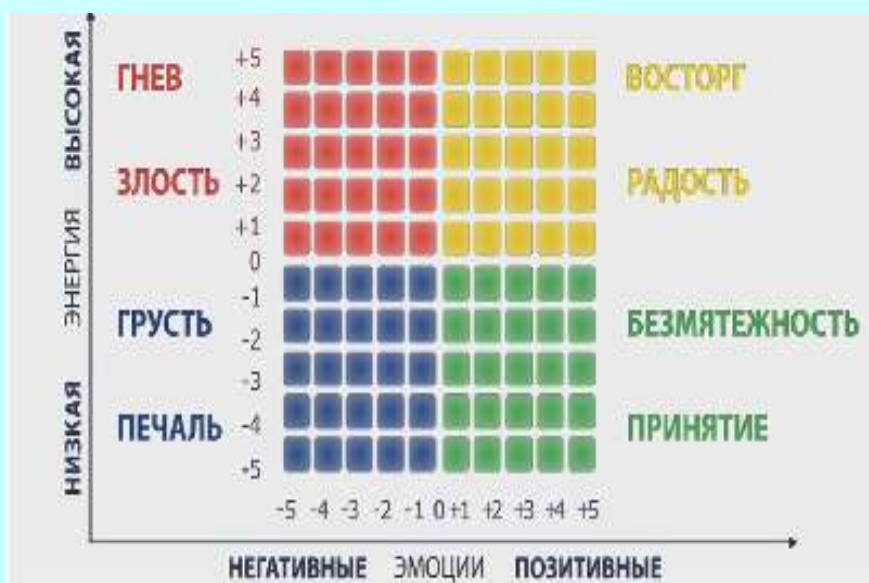 ВЫСОКАЯ
ЭНЕРГИЯ
НИЗКАЯ
ГНЕВ
ЗЛОСТЬ
ГРУСТЬ
ПЕЧАЛЬ
+5
+4
+3
+2
+1
0
-1
-2
-3
-4
+5
ВОСТОРГ
РАДОСТЬ
БЕЗМЯТЕЖНОСТЬ
ПРИНЯТИЕ
-5 -4 -3 -2 -1 0 +1 +2 +3 +4 +5
НЕГАТИВНЫЕ ЭМОЦИИ ПОЗИТИВНЫЕ